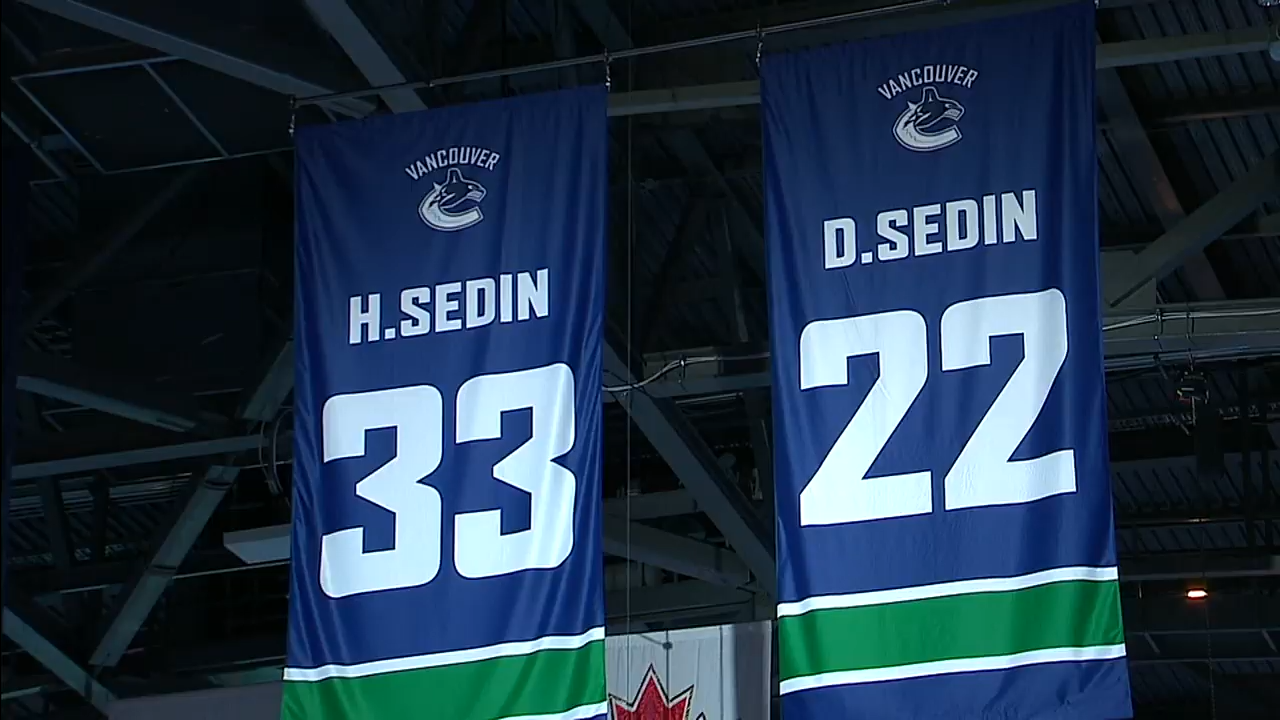 VANCOUVER
H.SEDIN
33
VANCOUVER
D.SEDIN
22